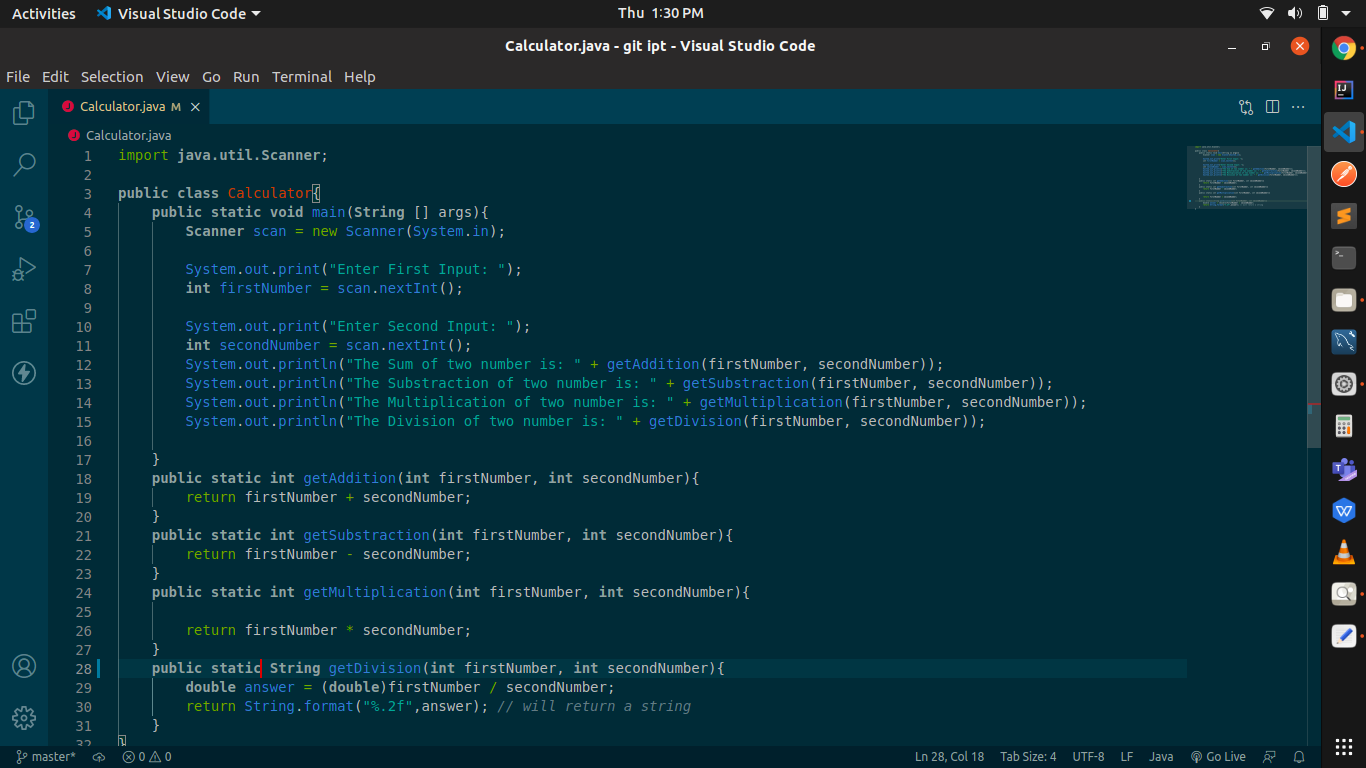 Activities Visual Studio Code Thu 1:30 PM
Calculator.java - git ipt - Visual Studio Code
File Edit Selection View Go Run Terminal Help
Calculator.java M
Calculator.java
1 import java.util.Scanner;
2
3 public class Calculator{
4 public static void main(String [] args){
5 Scanner scan = new Scanner(System.in);
6
7 System.out.print("Enter First Input: ");
8 int firstNumber = scan.nextInt();
9
10 System.out.print("Enter Second Input: ");
11 int secondNumber = scan.nextInt();
12 System.out.println("The Sum of two number is: " + getAddition(firstNumber, secondNumber));
13 System.out.println("The Substraction of two number is: " + getSubstraction(firstNumber, secondNumber));
14 System.out.println("The Multiplication of two number is: " + getMultiplication(firstNumber, secondNumber));
15 System.out.println("The Division of two number is: " + getDivision(firstNumber, secondNumber));
16
17 }
18 public static int getAddition(int firstNumber, int secondNumber){
19 return firstNumber + secondNumber;
20 }
21 public static int getSubstraction(int firstNumber, int secondNumber){
22 return firstNumber - secondNumber;
23 }
24 public static int getMultiplication(int firstNumber, int secondNumber){
25
26 return firstNumber * secondNumber;
27 }
28 public static String getDivision(int firstNumber, int secondNumber){
29 double answer = (double)firstNumber / secondNumber;
30 return String.format("%.2f",answer); // will return a string
31 }
32 }
2
master* 0 0 Ln 28, Col 18 Tab Size: 4 UTF-8 LF Java Go Live